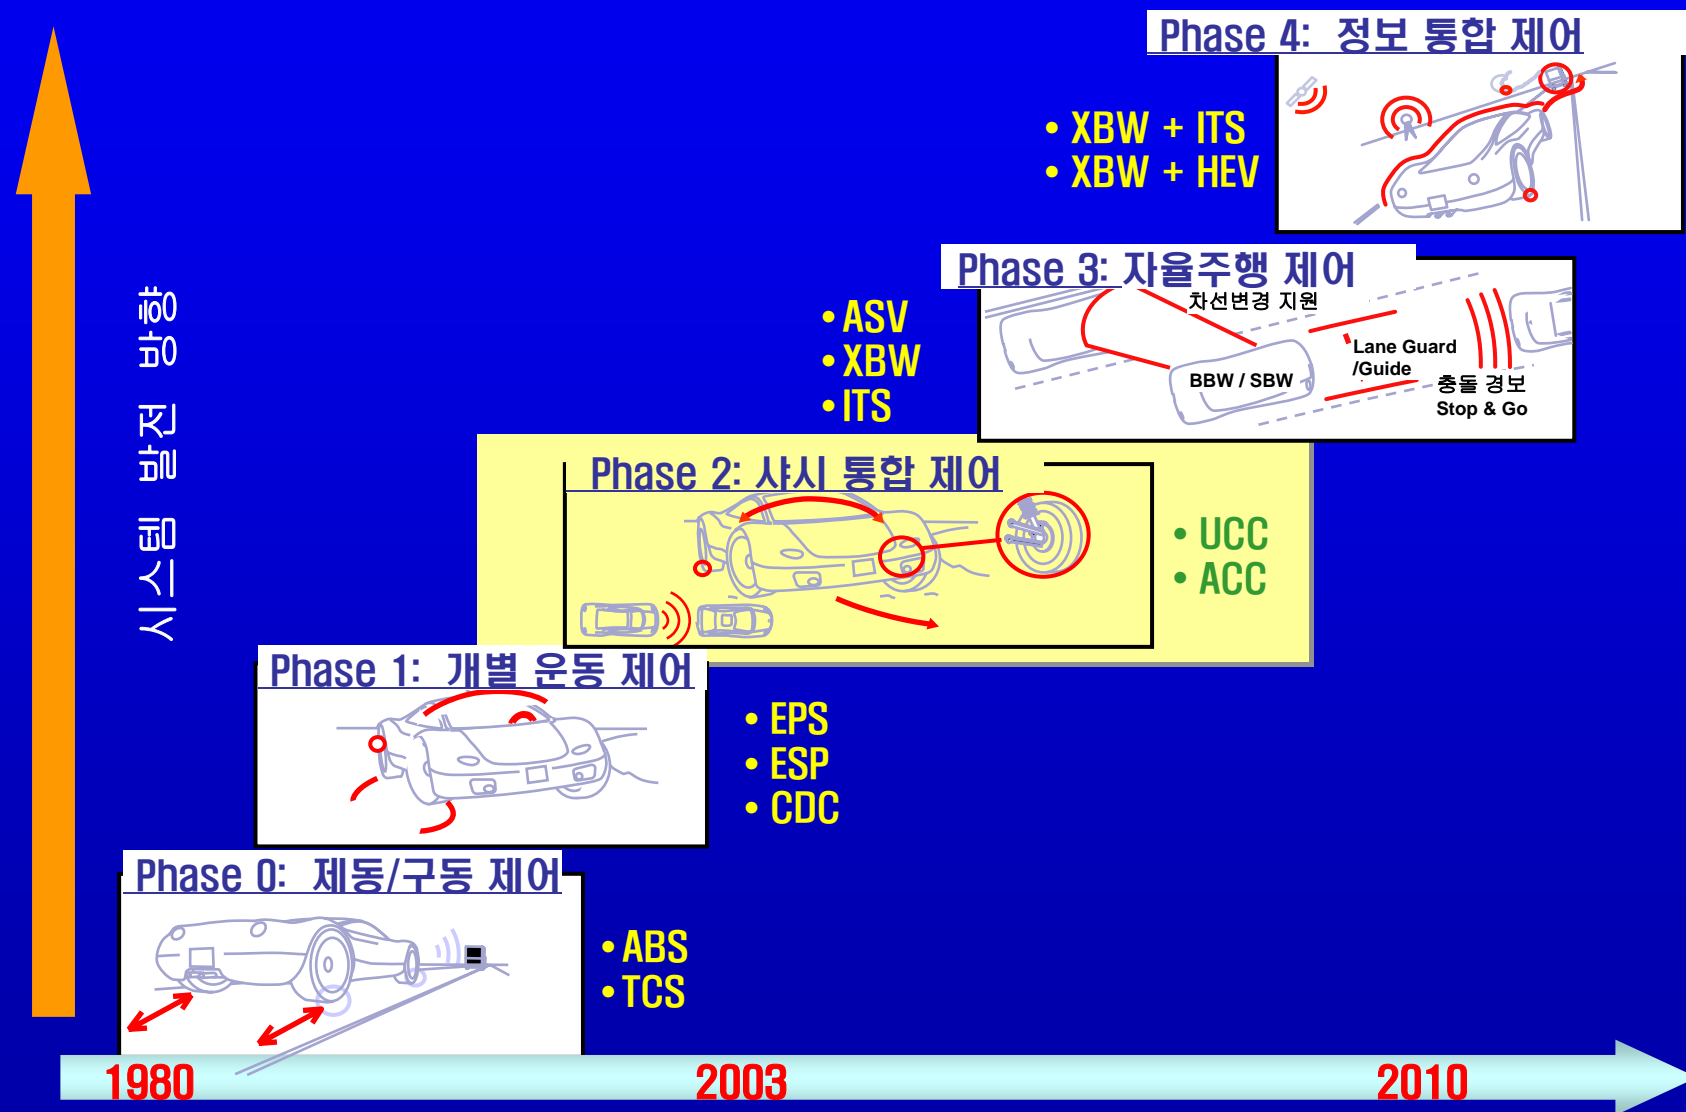 Phase 4: 정보 통합 제어
• XBW + ITS
• XBW + HEV
Phase 3: 자율주행 제어
차선변경 지원
Lane Guard
/Guide
BBW / SBW
충돌 경보
Stop & Go
• ASV
• XBW
• ITS
시스템 발전 방향
Phase 2: 샤시 통합 제어
• UCC
• ACC
Phase 1: 개별 운동 제어
• EPS
• ESP
• CDC
Phase 0: 제동/구동 제어
• ABS
• TCS
1980
2003
2010